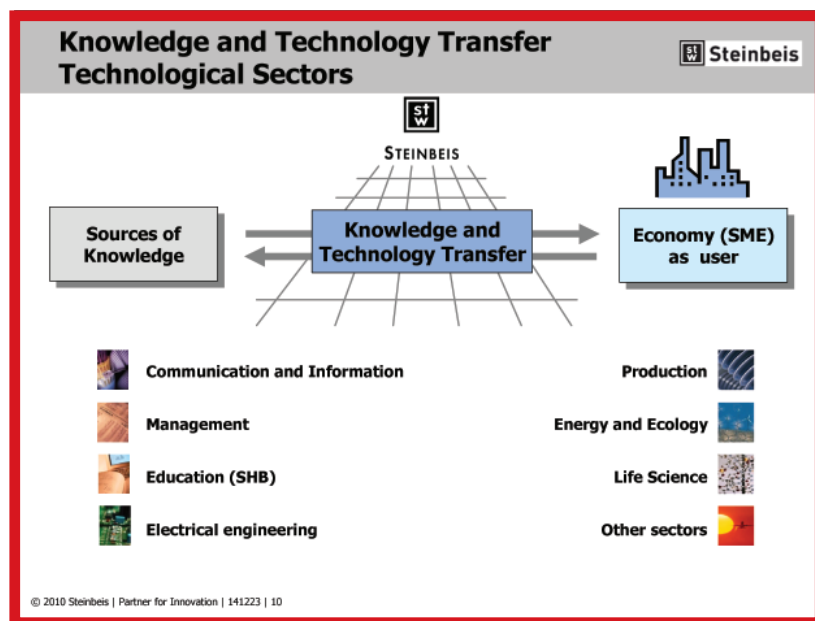 Knowledge and Technology Transfer
Technological Sectors
st
w
Steinbeis
st
w
STEINBEIS
Sources of
Knowledge
Knowledge and
Technology Transfer
Economy (SME)
as user
Communication and Information
Production
Management
Energy and Ecology
Education (SHB)
Life Science
Electrical engineering
Other sectors
© 2010 Steinbeis | Partner for Innovation | 141223 | 10